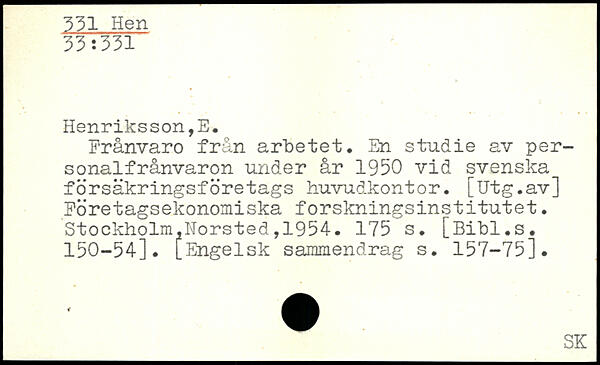 331 Hen
33:331
Henriksson,E.
Frånvaro från arbetet. En studie av per-
sonalfrånvaron under år 1950 vid svenska
försäkringsföretags huvudkontor. [Utg.av]
Företagsekonomiska forskningsinstitutet.
Stockholm,Norsted,1954. 175 s. [Bibl.s.
150-54]. [Engelsk sammendrag s. 157-75].
SK